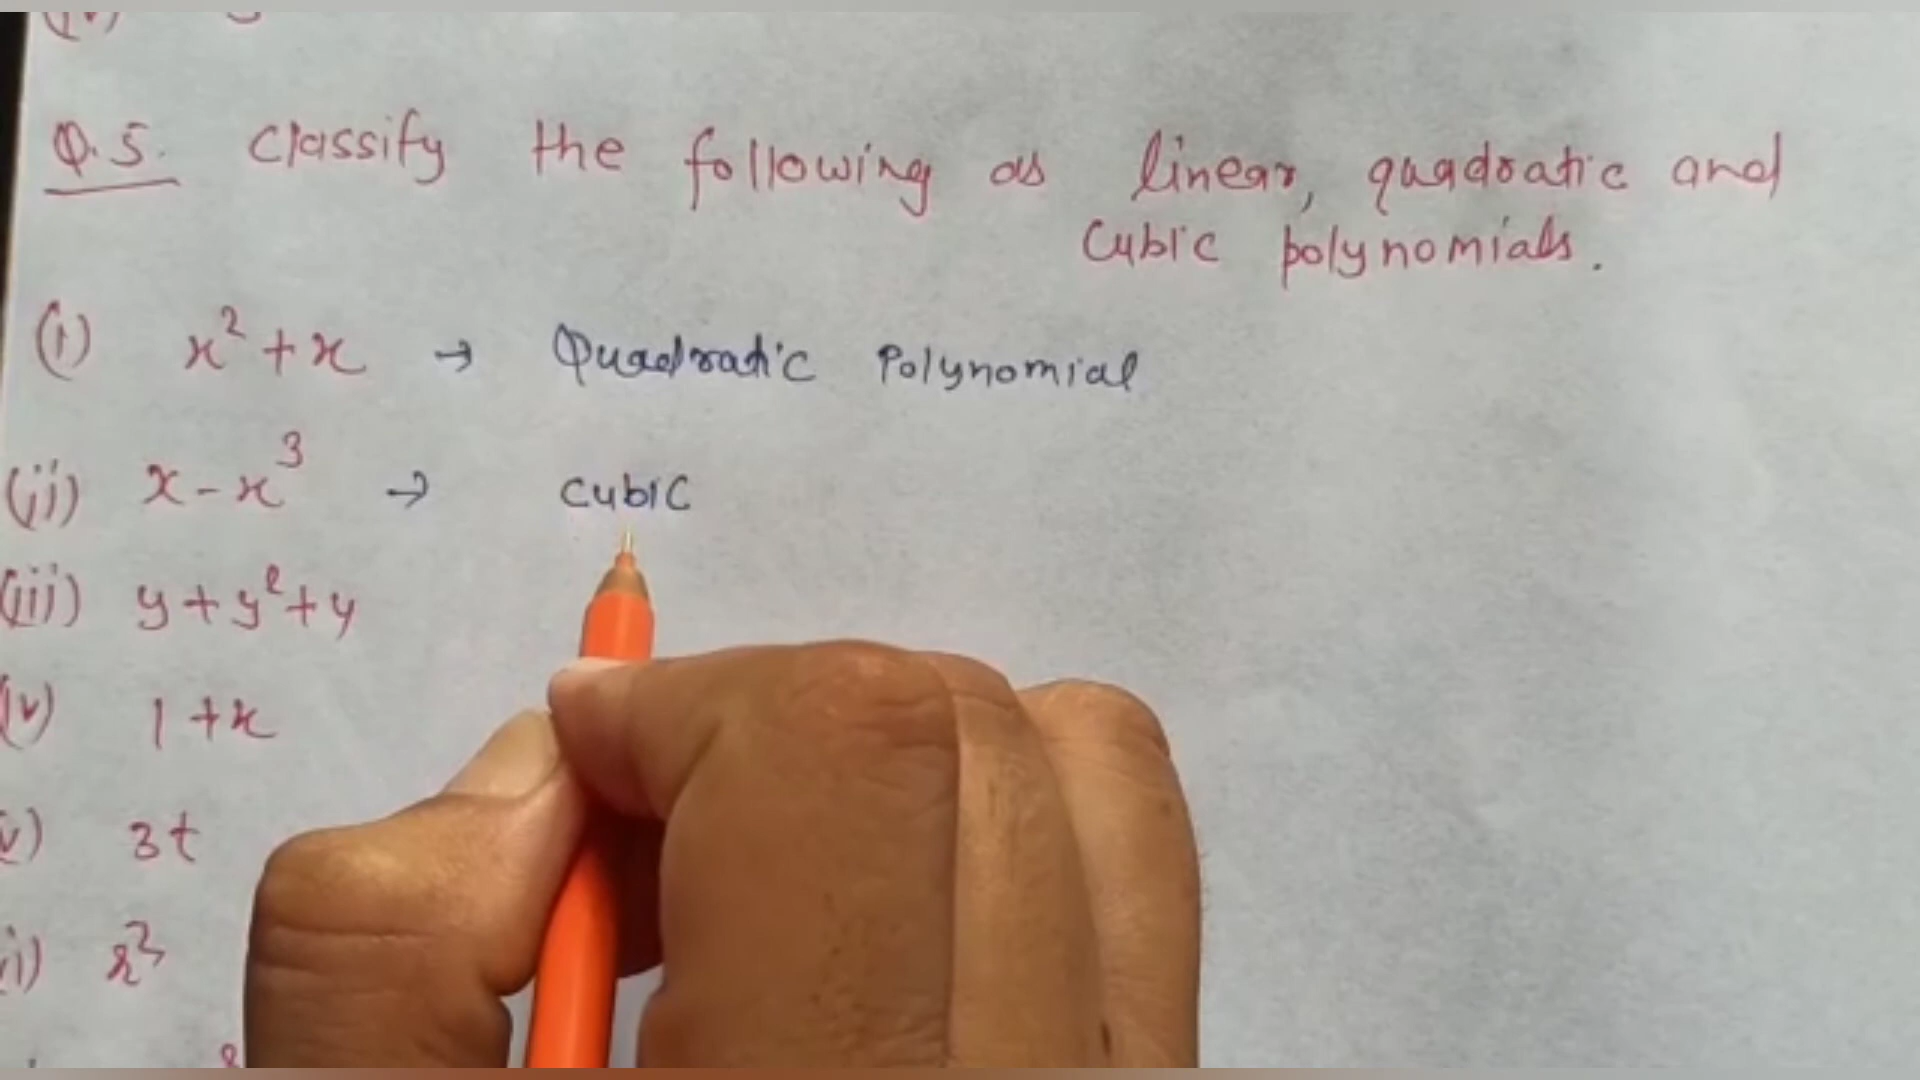 Q.5. Classify the following as linear, quadratic and
Cubic polynomials.
(i) x² + x → Quadratic Polynomial
(ii) x - x³ → Cubic
(iii) y + y² + y
(iv) 1 + x
v) 3t
i) r²